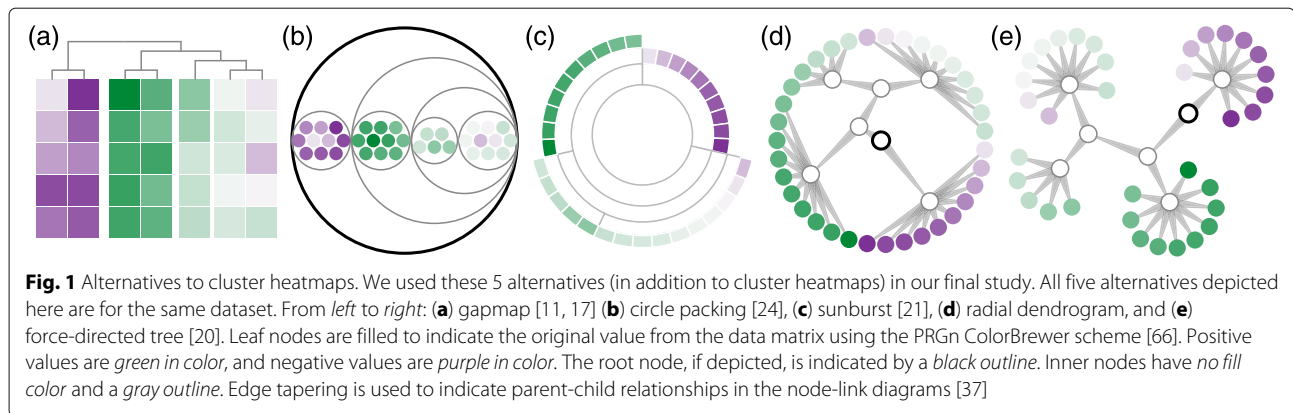 (a)
(b)
(c)
(d)
(e)
Fig. 1 Alternatives to cluster heatmaps. We used these 5 alternatives (in addition to cluster heatmaps) in our final study. All five alternatives depicted
here are for the same dataset. From left to right: (a) gapmap [11, 17] (b) circle packing [24], (c) sunburst [21], (d) radial dendrogram, and (e)
force-directed tree [20]. Leaf nodes are filled to indicate the original value from the data matrix using the PRGn ColorBrewer scheme [66]. Positive
values are green in color, and negative values are purple in color. The root node, if depicted, is indicated by a black outline. Inner nodes have no fill
color and a gray outline. Edge tapering is used to indicate parent-child relationships in the node-link diagrams [37]